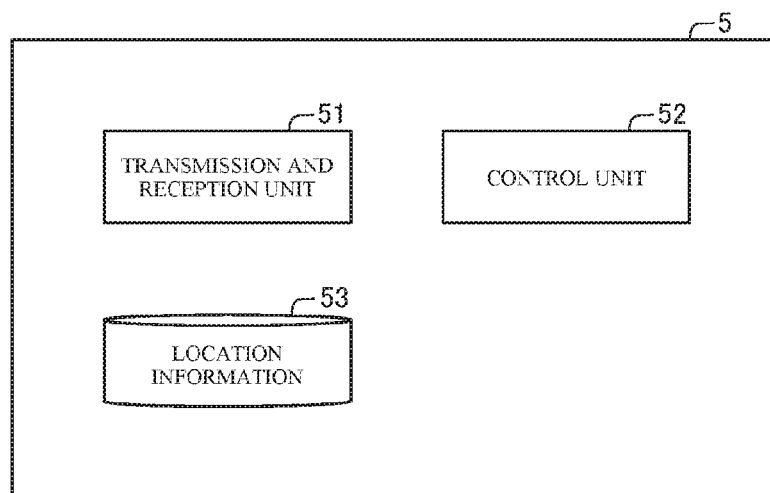 5
51
52
TRANSMISSION AND
RECEPTION UNIT
CONTROL UNIT
53
LOCATION
INFORMATION